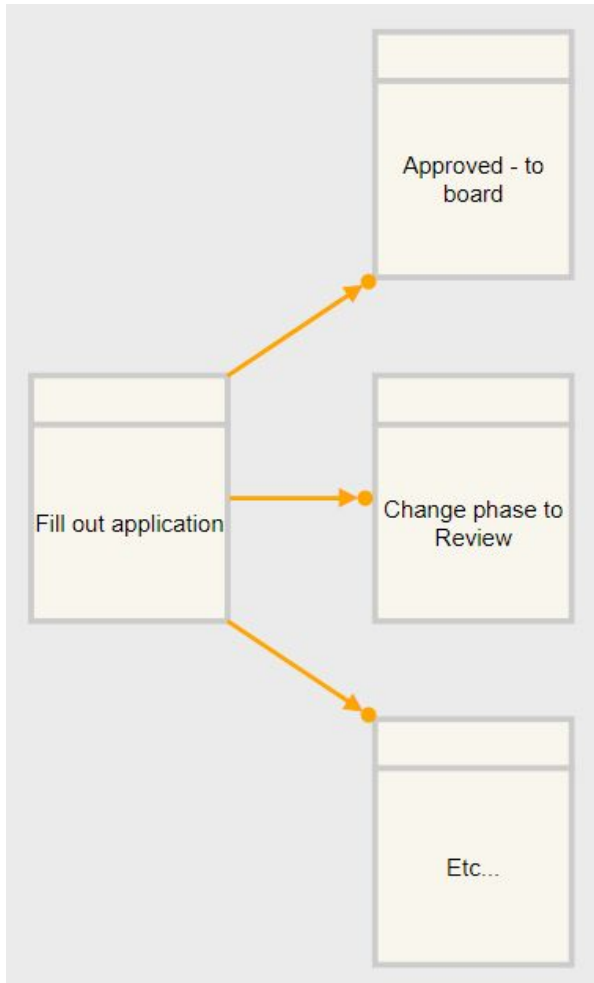 Approved - to
board
Fill out application
Change phase to
Review
Etc...